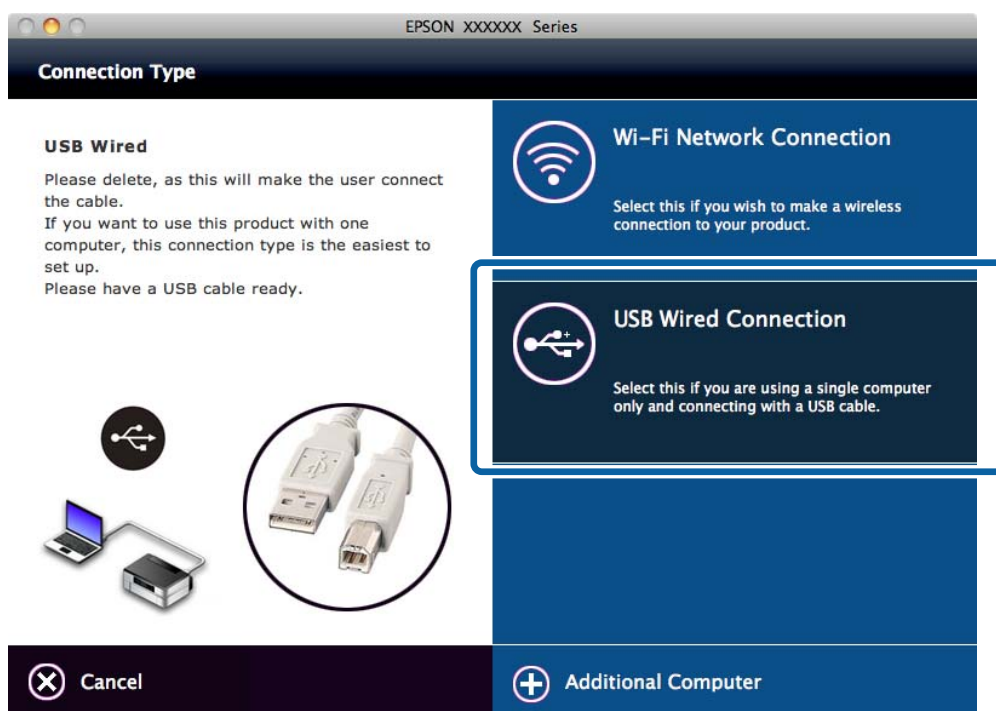 EPSON XXXXXX Series
Connection Type
USB Wired
Please delete, as this will make the user connect
the cable.
If you want to use this product with one
computer, this connection type is the easiest to
set up.
Please have a USB cable ready.
Wi-Fi Network Connection
Select this if you wish to make a wireless
connection to your product.
USB Wired Connection
Select this if you are using a single computer
only and connecting with a USB cable.
Cancel
Additional Computer